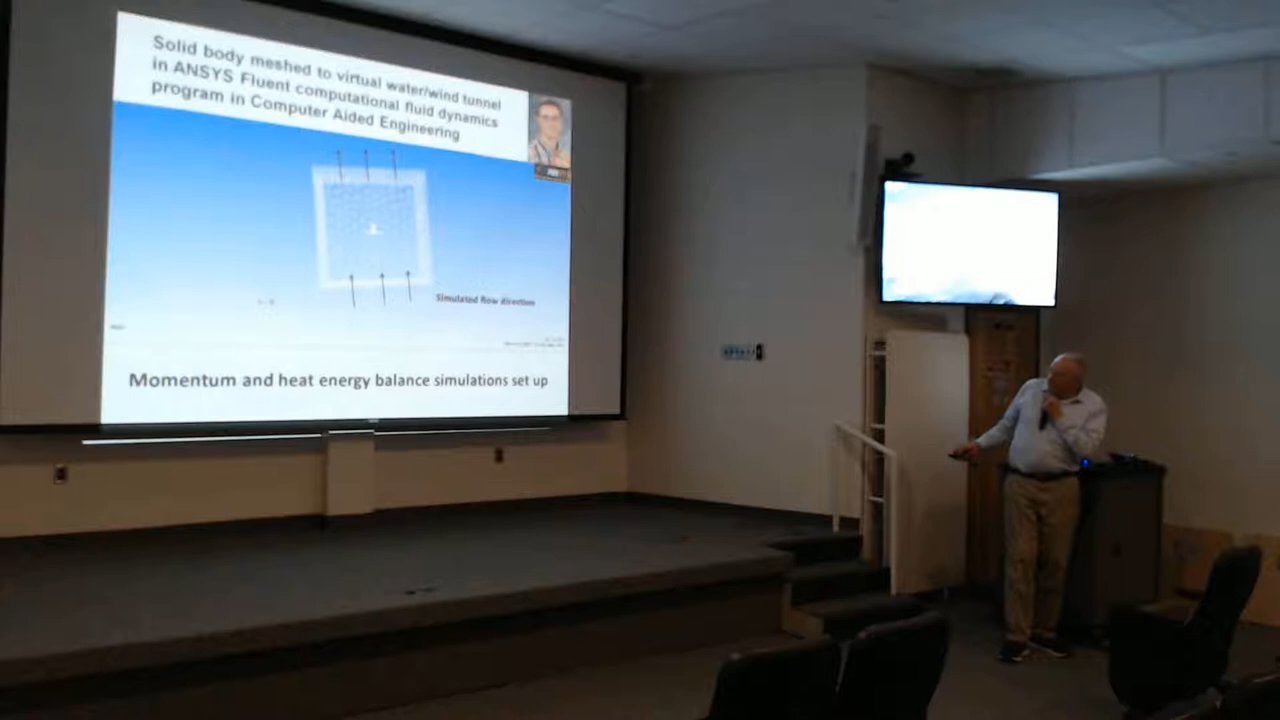 Solid body meshed to virtual water/wind tunnel
in ANSYS Fluent computational fluid dynamics
program in Computer Aided Engineering
Simulated flow direction
Momentum and heat energy balance simulations set up